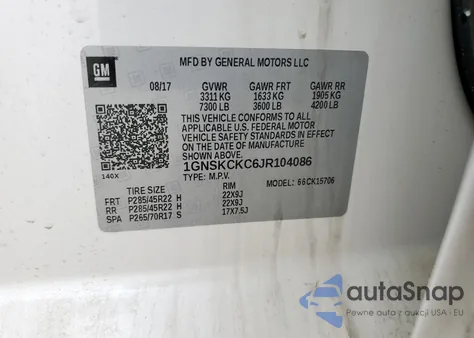 GM
MFD BY GENERAL MOTORS LLC
08/17 GVWR GAWR FRT GAWR RR
3311 KG 1633 KG 1905 KG
7300 LB 3600 LB 4200 LB
THIS VEHICLE CONFORMS TO ALL
APPLICABLE U.S. FEDERAL MOTOR
VEHICLE SAFETY STANDARDS IN EFFECT
ON THE DATE OF MANUFACTURE
SHOWN ABOVE.
1GNSKCKC6JR104086
140X TYPE: M.P.V. MODEL: 66CK15706
TIRE SIZE RIM
FRT P285/45R22 H 22X9J
RR P285/45R22 H 22X9J
SPA P265/70R17 S 17X7.5J
autoSnap
Pewne auta z aukcji USA i EU